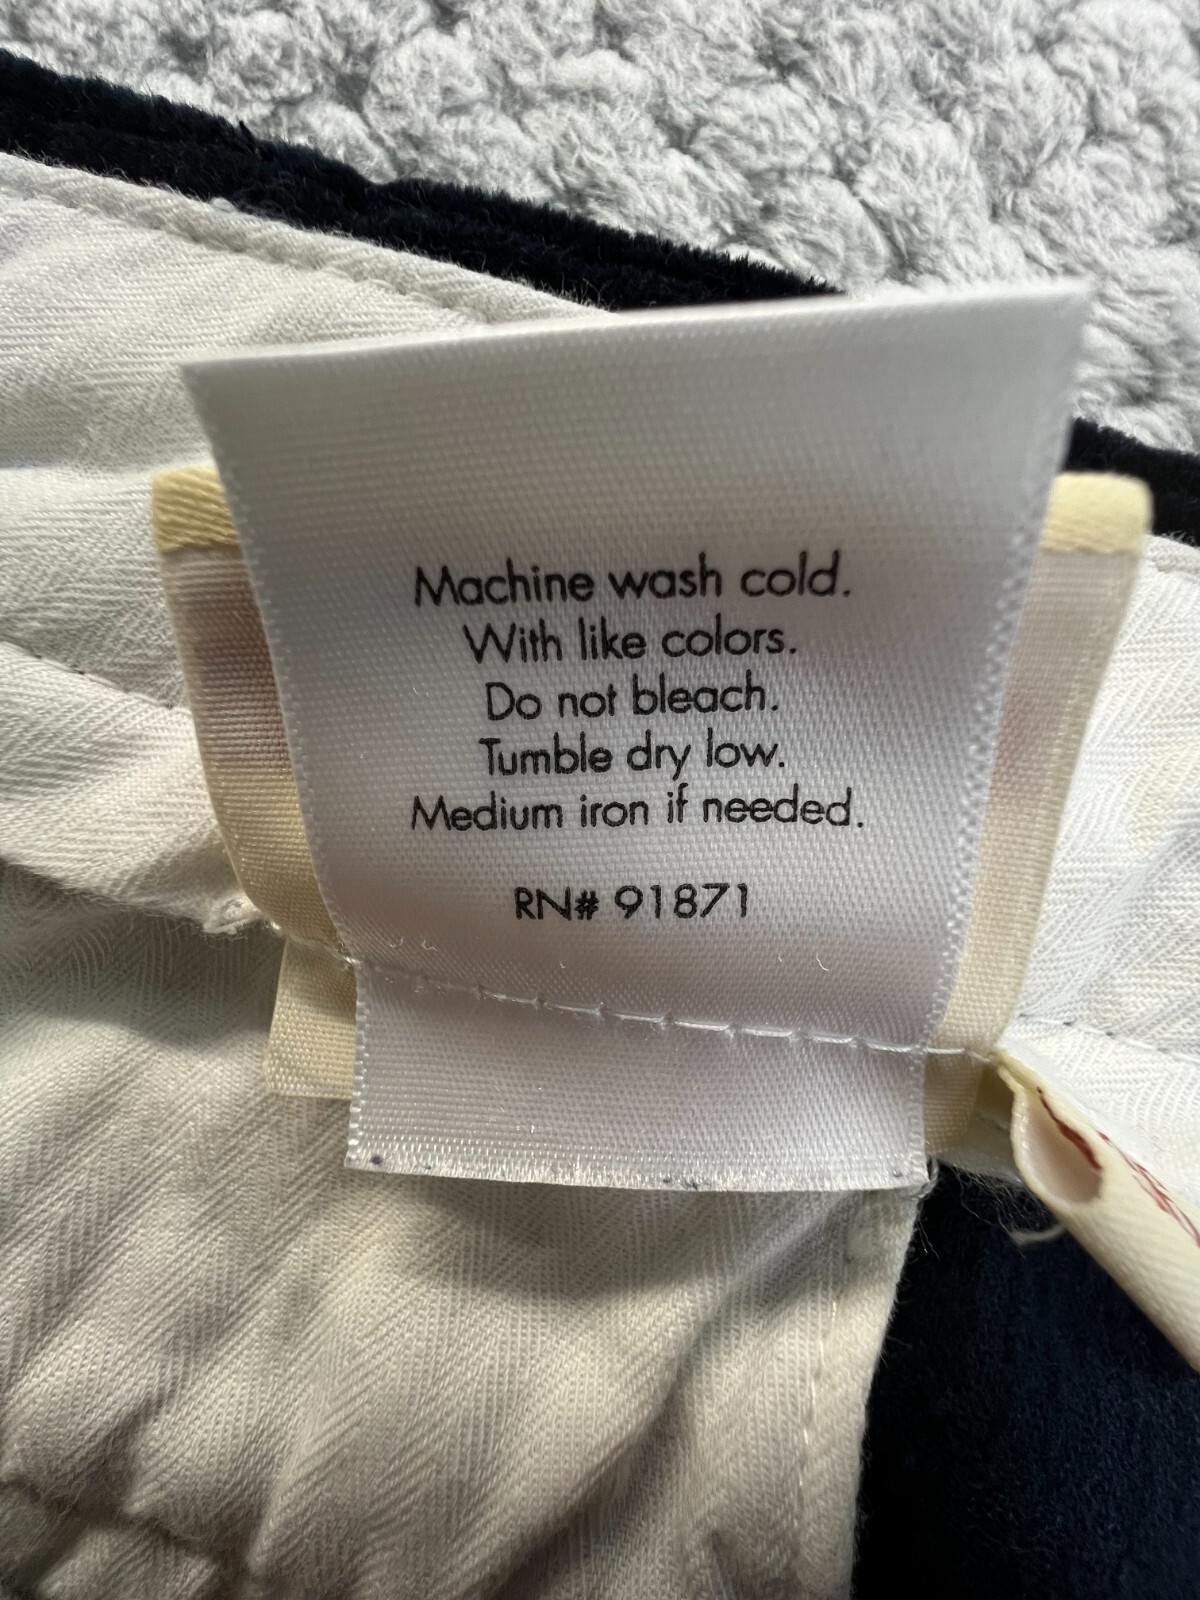 Machine wash cold.
With like colors.
Do not bleach.
Tumble dry low.
Medium iron if needed.
RN# 91871